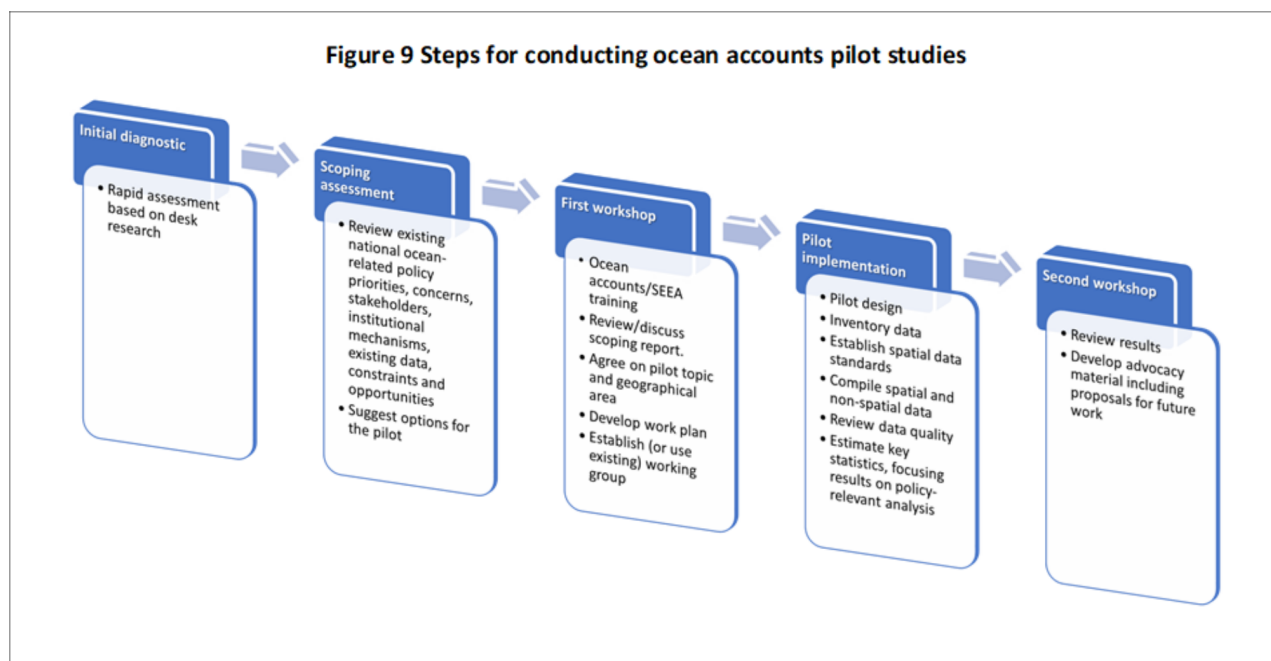 Figure 9 Steps for conducting ocean accounts pilot studies
Initial diagnostic
• Rapid assessment
based on desk
research
Scoping
assessment
• Review existing
national ocean-
related policy
priorities, concerns,
stakeholders,
institutional
mechanisms,
existing data,
constraints and
opportunities
• Suggest options for
the pilot
First workshop
• Ocean
accounts/SEEA
training
• Review/discuss
scoping report.
• Agree on pilot topic
and geographical
area
• Develop work plan
• Establish (or use
existing) working
group
Pilot
implementation
• Pilot design
• Inventory data
• Establish spatial data
standards
• Compile spatial and
non-spatial data
• Review data quality
• Estimate key
statistics, focusing
results on policy-
relevant analysis
Second workshop
• Review results
• Develop advocacy
material including
proposals for future
work